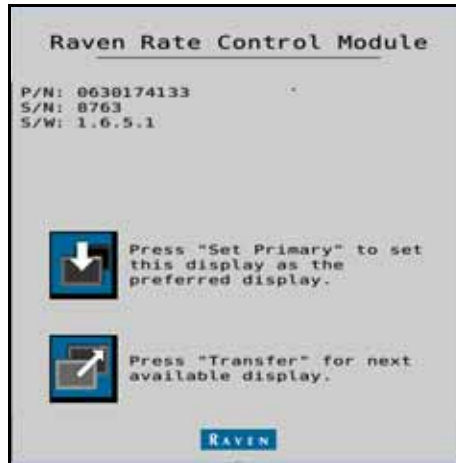 Raven Rate Control Module
P/N: 0630174133
S/N: 8763
S/W: 1.6.5.1
Press "Set Primary" to set
this display as the
preferred display.
Press "Transfer" for next
available display.
RAVEN